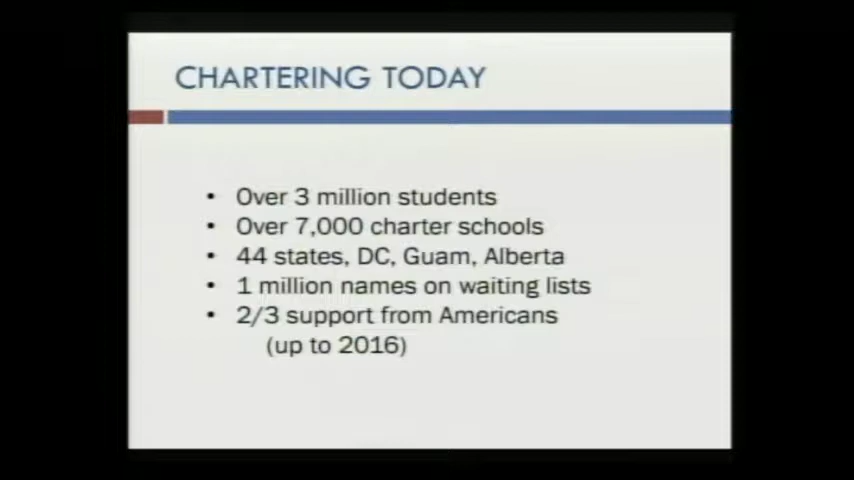 CHARTERING TODAY
• Over 3 million students
• Over 7,000 charter schools
• 44 states, DC, Guam, Alberta
• 1 million names on waiting lists
• 2/3 support from Americans
(up to 2016)